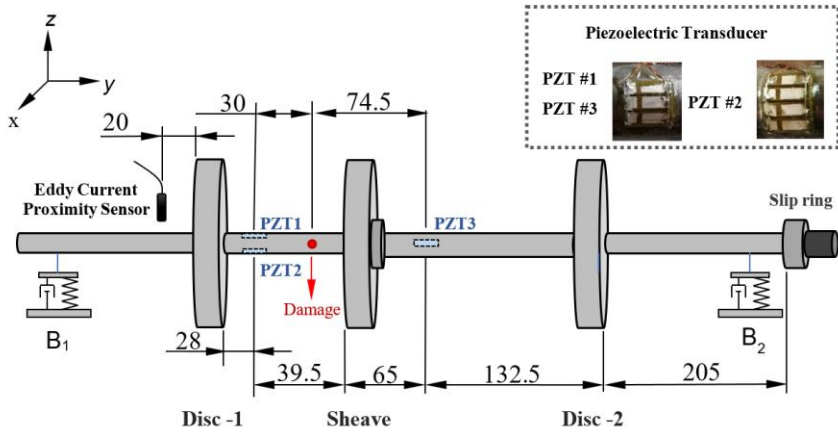 z
y
x
30
74.5
20
Piezoelectric Transducer
PZT #1
PZT #3
PZT #2
Eddy Current
Proximity Sensor
PZT1
PZT2
PZT3
Slip ring
Damage
B1
B2
28
39.5
65
132.5
205
Disc -1
Sheave
Disc -2